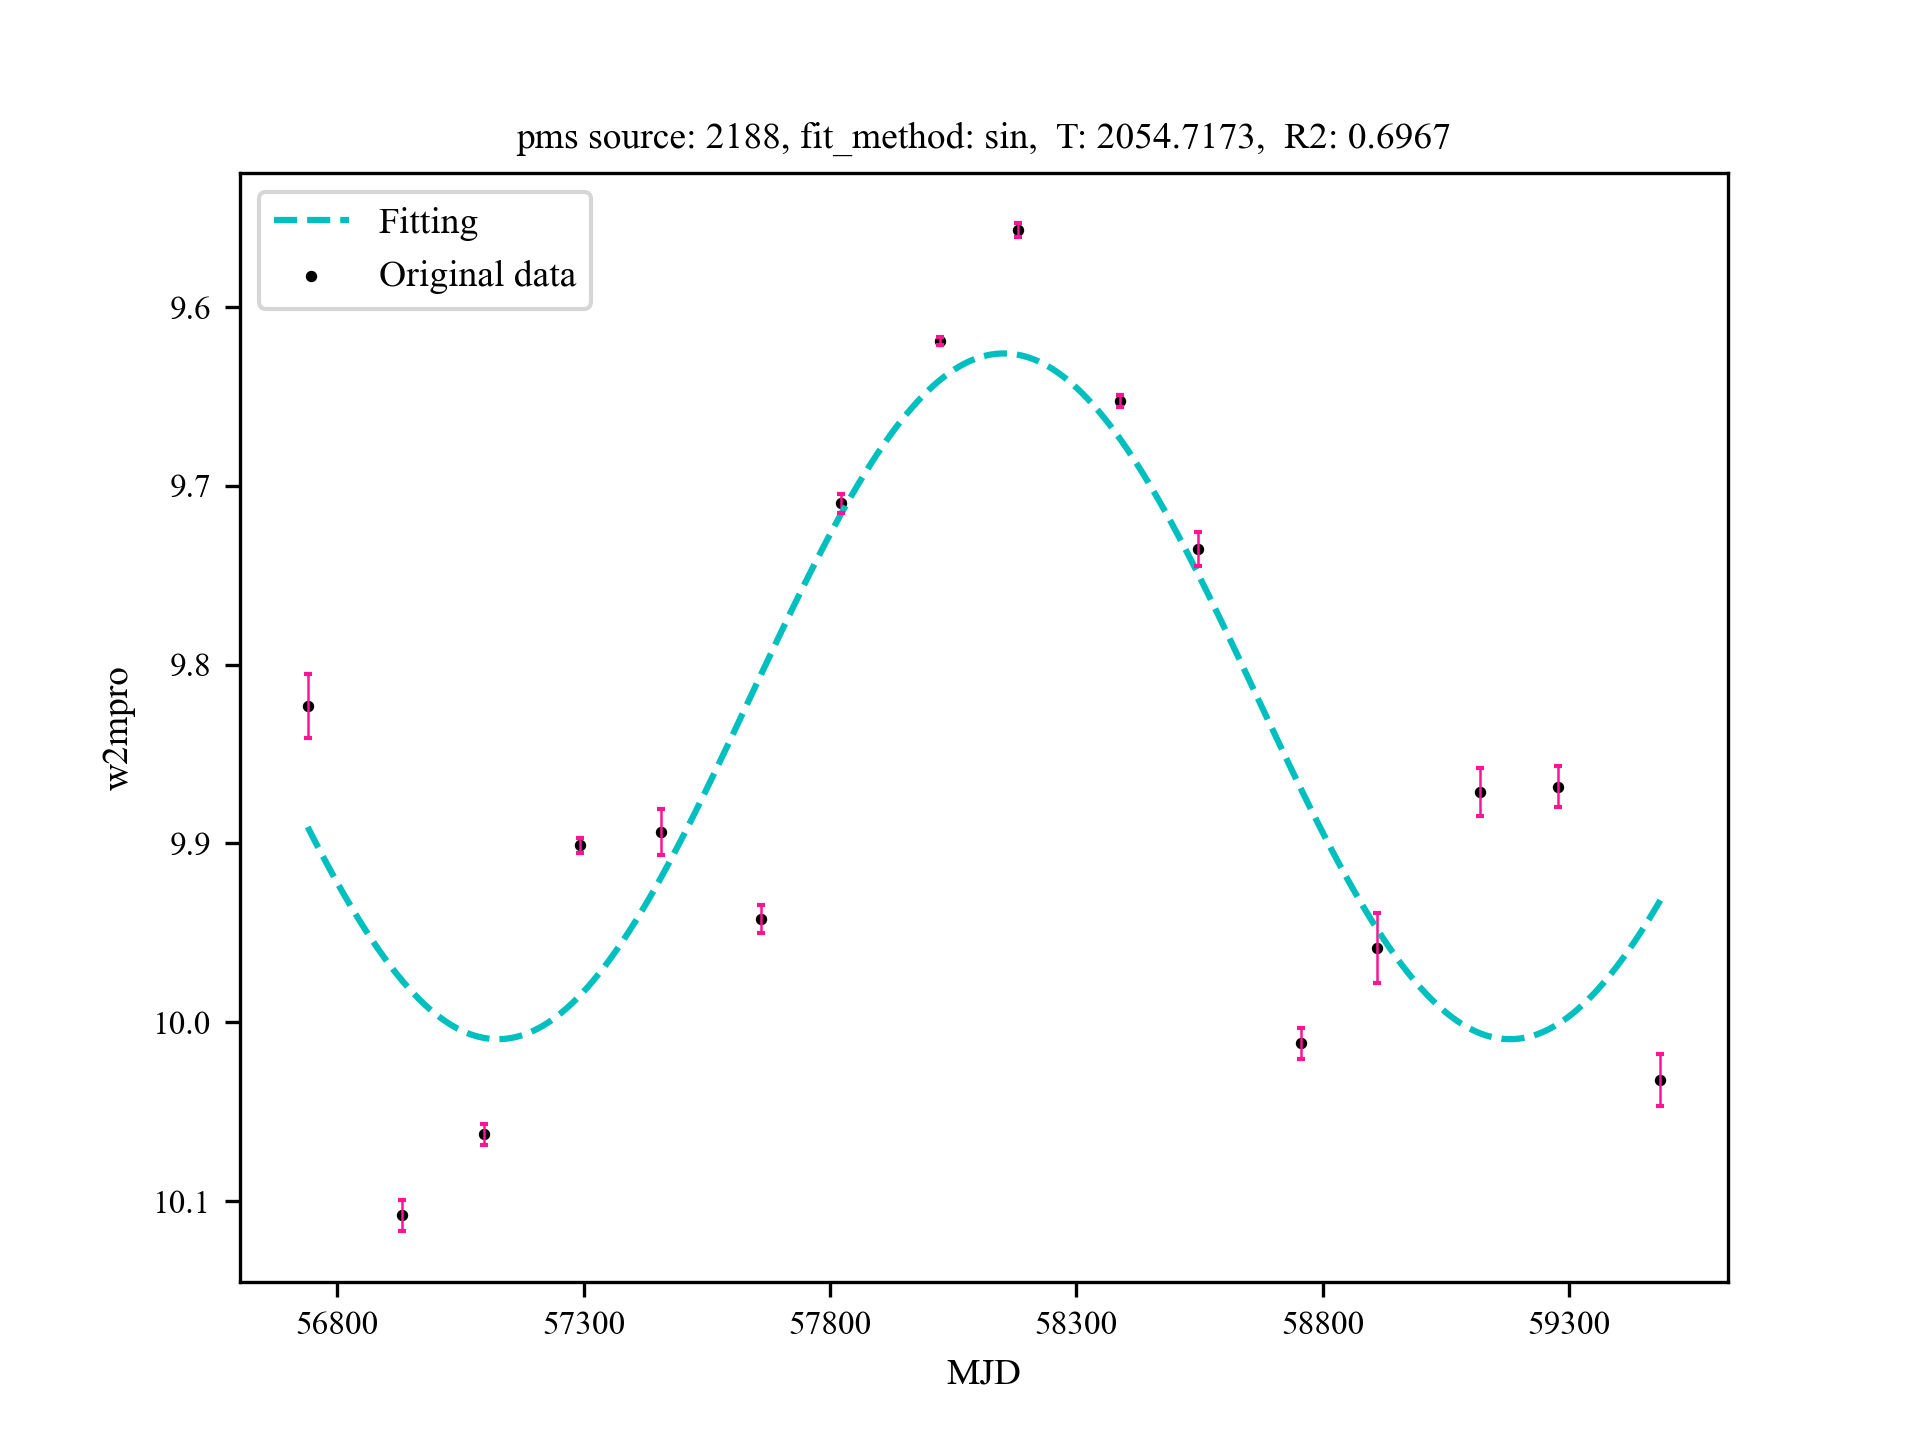 pms source: 2188, fit_method: sin,  T: 2054.7173,  R2: 0.6967
Fitting
Original data
9.6
9.7
9.8
9.9
10.0
10.1
w2mpro
56800 57300 57800 58300 58800 59300
MJD